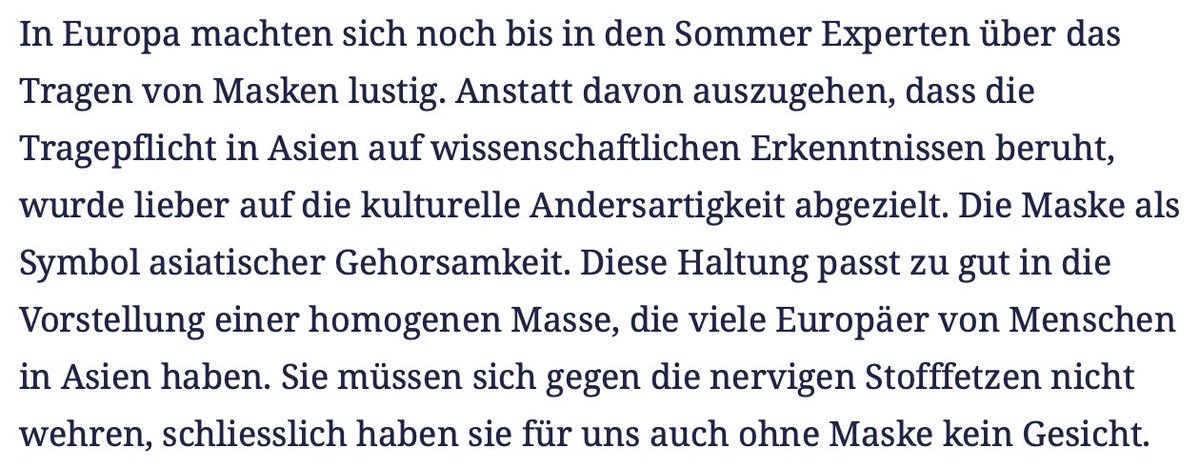 In Europa machten sich noch bis in den Sommer Experten über das
Tragen von Masken lustig. Anstatt davon auszugehen, dass die
Tragepflicht in Asien auf wissenschaftlichen Erkenntnissen beruht,
wurde lieber auf die kulturelle Andersartigkeit abgezielt. Die Maske als
Symbol asiatischer Gehorsamkeit. Diese Haltung passt zu gut in die
Vorstellung einer homogenen Masse, die viele Europäer von Menschen
in Asien haben. Sie müssen sich gegen die nervigen Stofffetzen nicht
wehren, schliesslich haben sie für uns auch ohne Maske kein Gesicht.